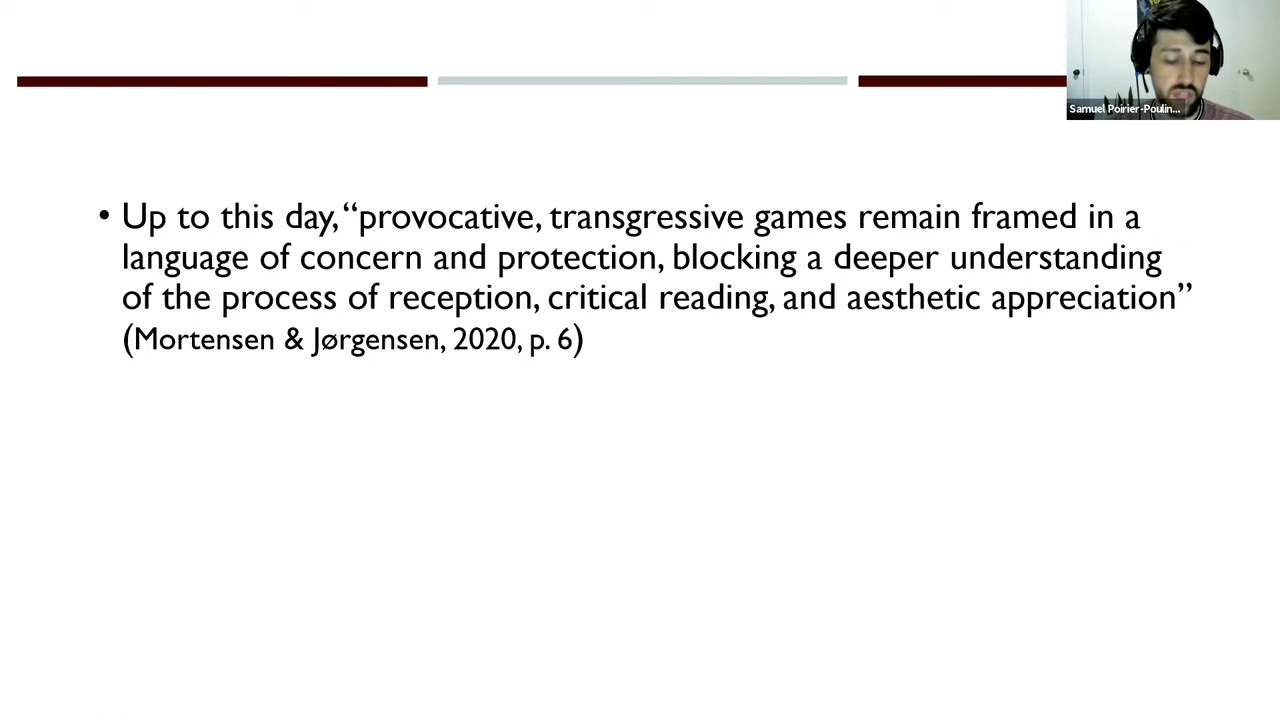 Samuel Poirier-Poulin...
• Up to this day, “provocative, transgressive games remain framed in a
language of concern and protection, blocking a deeper understanding
of the process of reception, critical reading, and aesthetic appreciation”
(Mortensen & Jørgensen, 2020, p. 6)